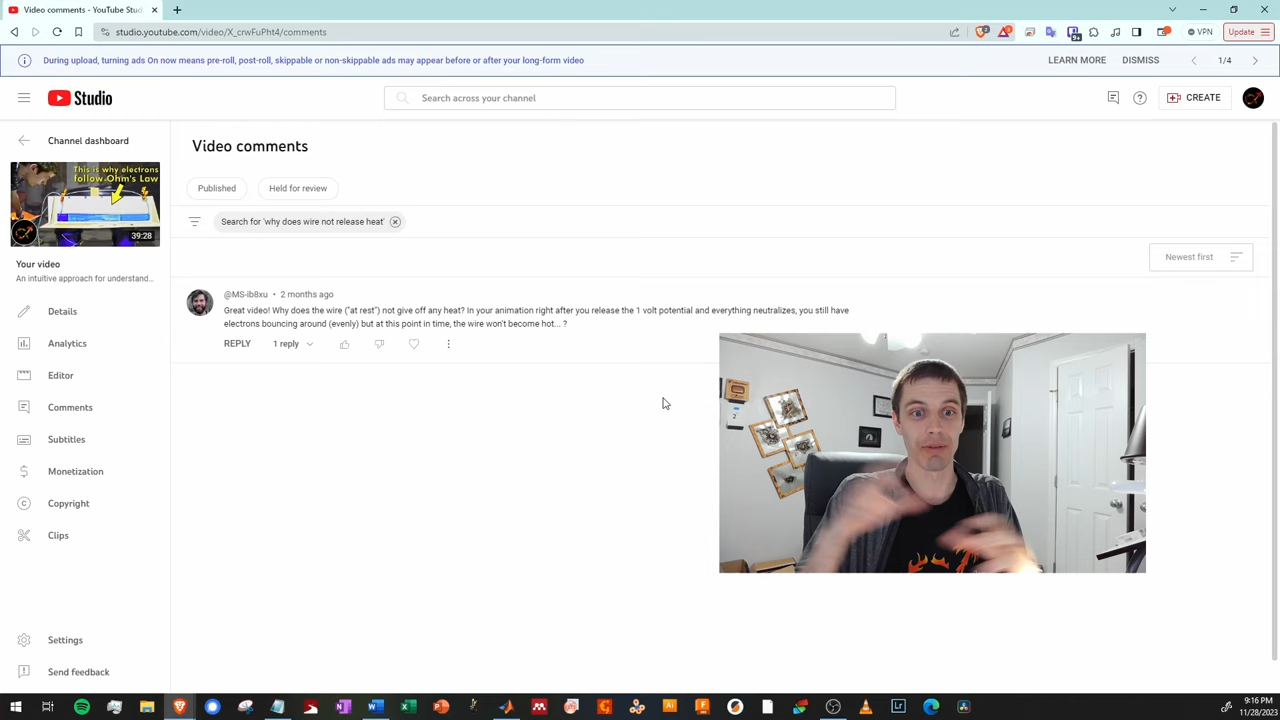 Video comments - YouTube Stud
studio.youtube.com/video/X_crwFuPht4/comments
VPN
Update
During upload, turning ads On now means pre-roll, post-roll, skippable or non-skippable ads may appear before or after your long-form video
LEARN MORE
DISMISS
1/4
Studio
Search across your channel
CREATE
Channel dashboard
This is why electrons
follow Ohm's Law
39:28
Your video
An intuitive approach for understand...
Details
Analytics
Editor
Comments
Subtitles
Monetization
Copyright
Clips
Settings
Send feedback
Video comments
Published
Held for review
Search for 'why does wire not release heat'
Newest first
@MS-ib8xu • 2 months ago
Great video! Why does the wire ("at rest") not give off any heat? In your animation right after you release the 1 volt potential and everything neutralizes, you still have
electrons bouncing around (evenly) but at this point in time, the wire won't become hot... ?
REPLY
1 reply
9:16 PM
11/28/2023